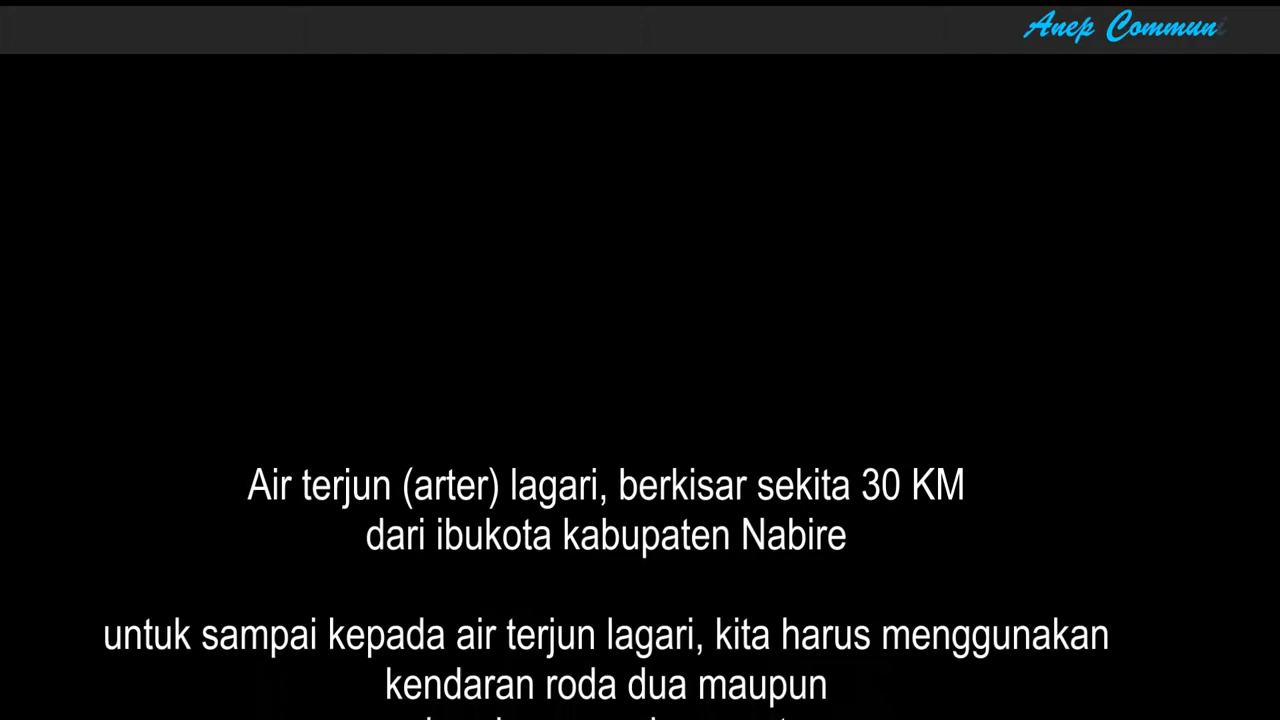 Anep Commun
Air terjun (arter) lagari, berkisar sekita 30 KM
dari ibukota kabupaten Nabire
untuk sampai kepada air terjun lagari, kita harus menggunakan
kendaran roda dua maupun